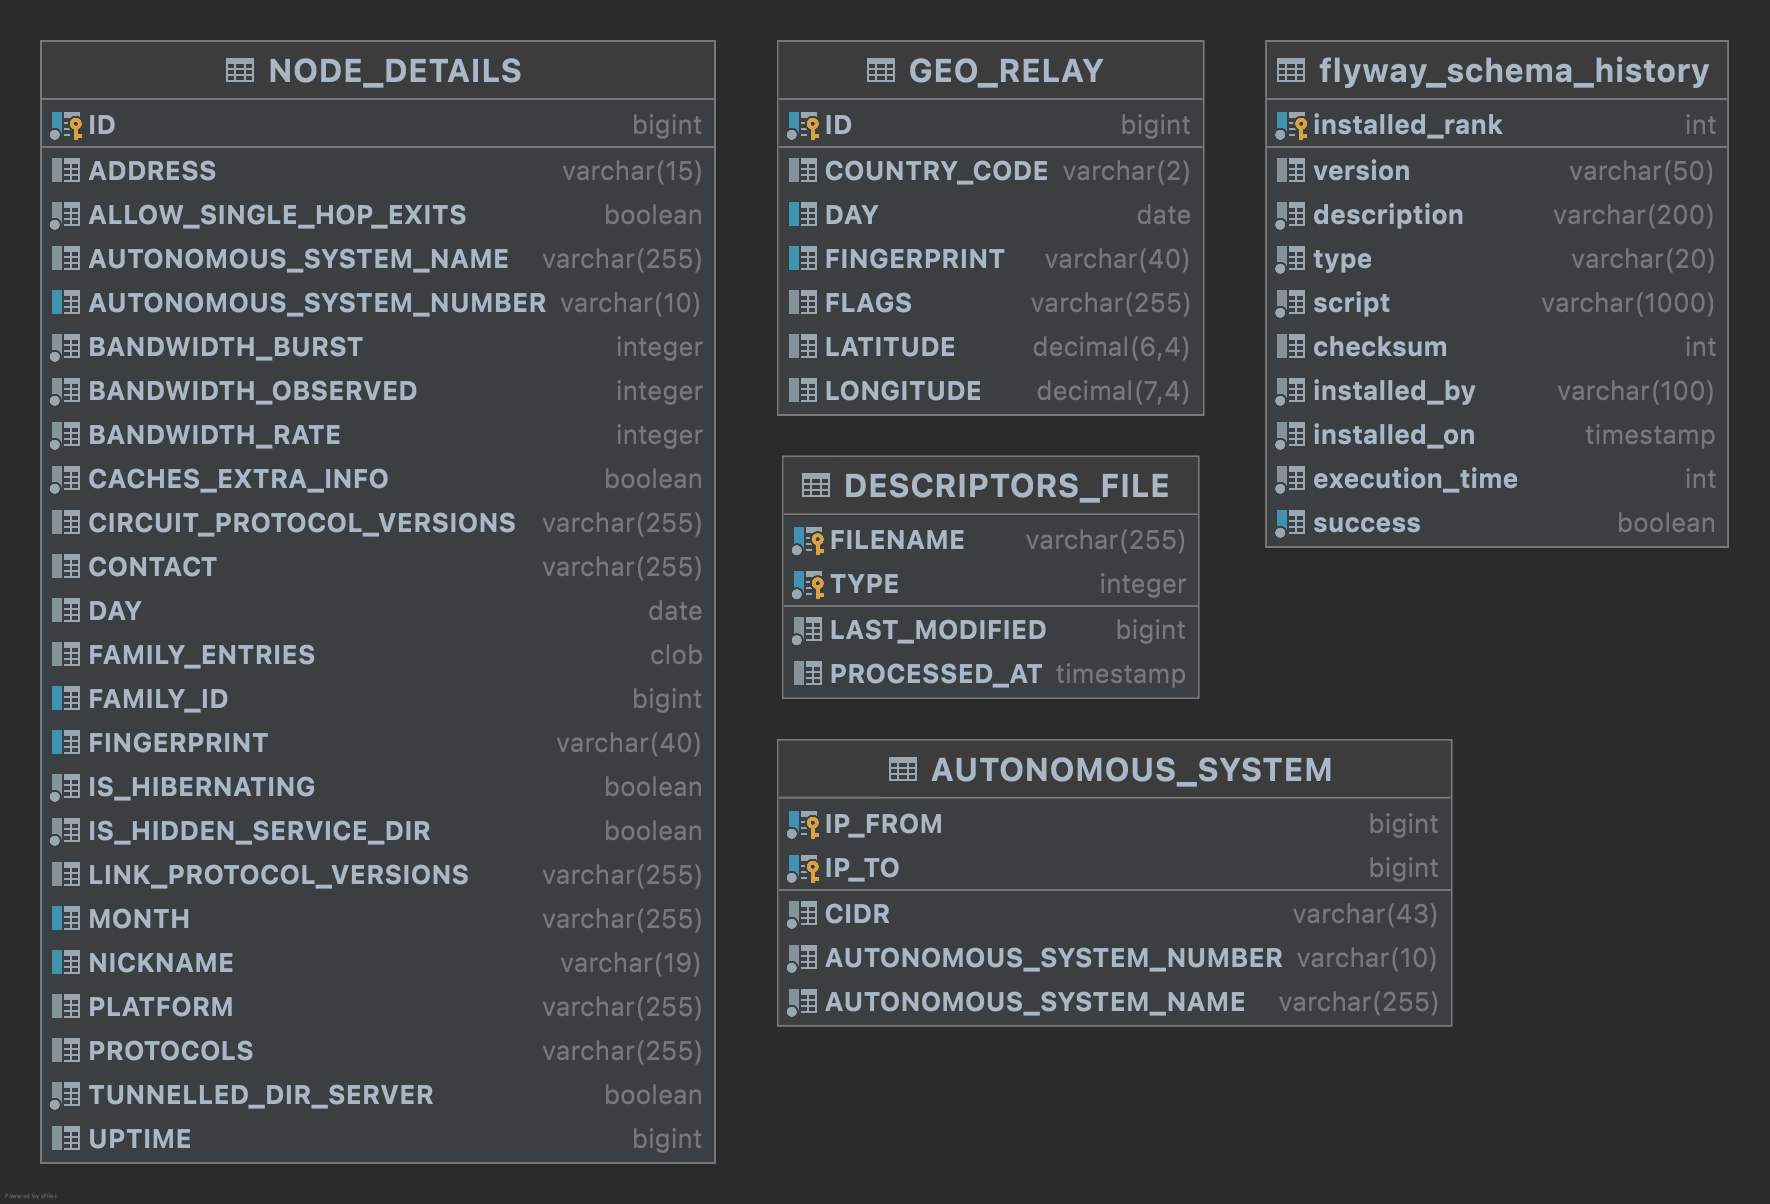 NODE_DETAILS
ID bigint
ADDRESS varchar(15)
ALLOW_SINGLE_HOP_EXITS boolean
AUTONOMOUS_SYSTEM_NAME varchar(255)
AUTONOMOUS_SYSTEM_NUMBER varchar(10)
BANDWIDTH_BURST integer
BANDWIDTH_OBSERVED integer
BANDWIDTH_RATE integer
CACHES_EXTRA_INFO boolean
CIRCUIT_PROTOCOL_VERSIONS varchar(255)
CONTACT varchar(255)
DAY date
FAMILY_ENTRIES clob
FAMILY_ID bigint
FINGERPRINT varchar(40)
IS_HIBERNATING boolean
IS_HIDDEN_SERVICE_DIR boolean
LINK_PROTOCOL_VERSIONS varchar(255)
MONTH varchar(255)
NICKNAME varchar(19)
PLATFORM varchar(255)
PROTOCOLS varchar(255)
TUNNELLED_DIR_SERVER boolean
UPTIME bigint
GEO_RELAY
ID bigint
COUNTRY_CODE varchar(2)
DAY date
FINGERPRINT varchar(40)
FLAGS varchar(255)
LATITUDE decimal(6,4)
LONGITUDE decimal(7,4)
DESCRIPTORS_FILE
FILENAME varchar(255)
TYPE integer
LAST_MODIFIED bigint
PROCESSED_AT timestamp
AUTONOMOUS_SYSTEM
IP_FROM bigint
IP_TO bigint
CIDR varchar(43)
AUTONOMOUS_SYSTEM_NUMBER varchar(10)
AUTONOMOUS_SYSTEM_NAME varchar(255)
flyway_schema_history
installed_rank int
version varchar(50)
description varchar(200)
type varchar(20)
script varchar(1000)
checksum int
installed_by varchar(100)
installed_on timestamp
execution_time int
success boolean
Powered by yFiles